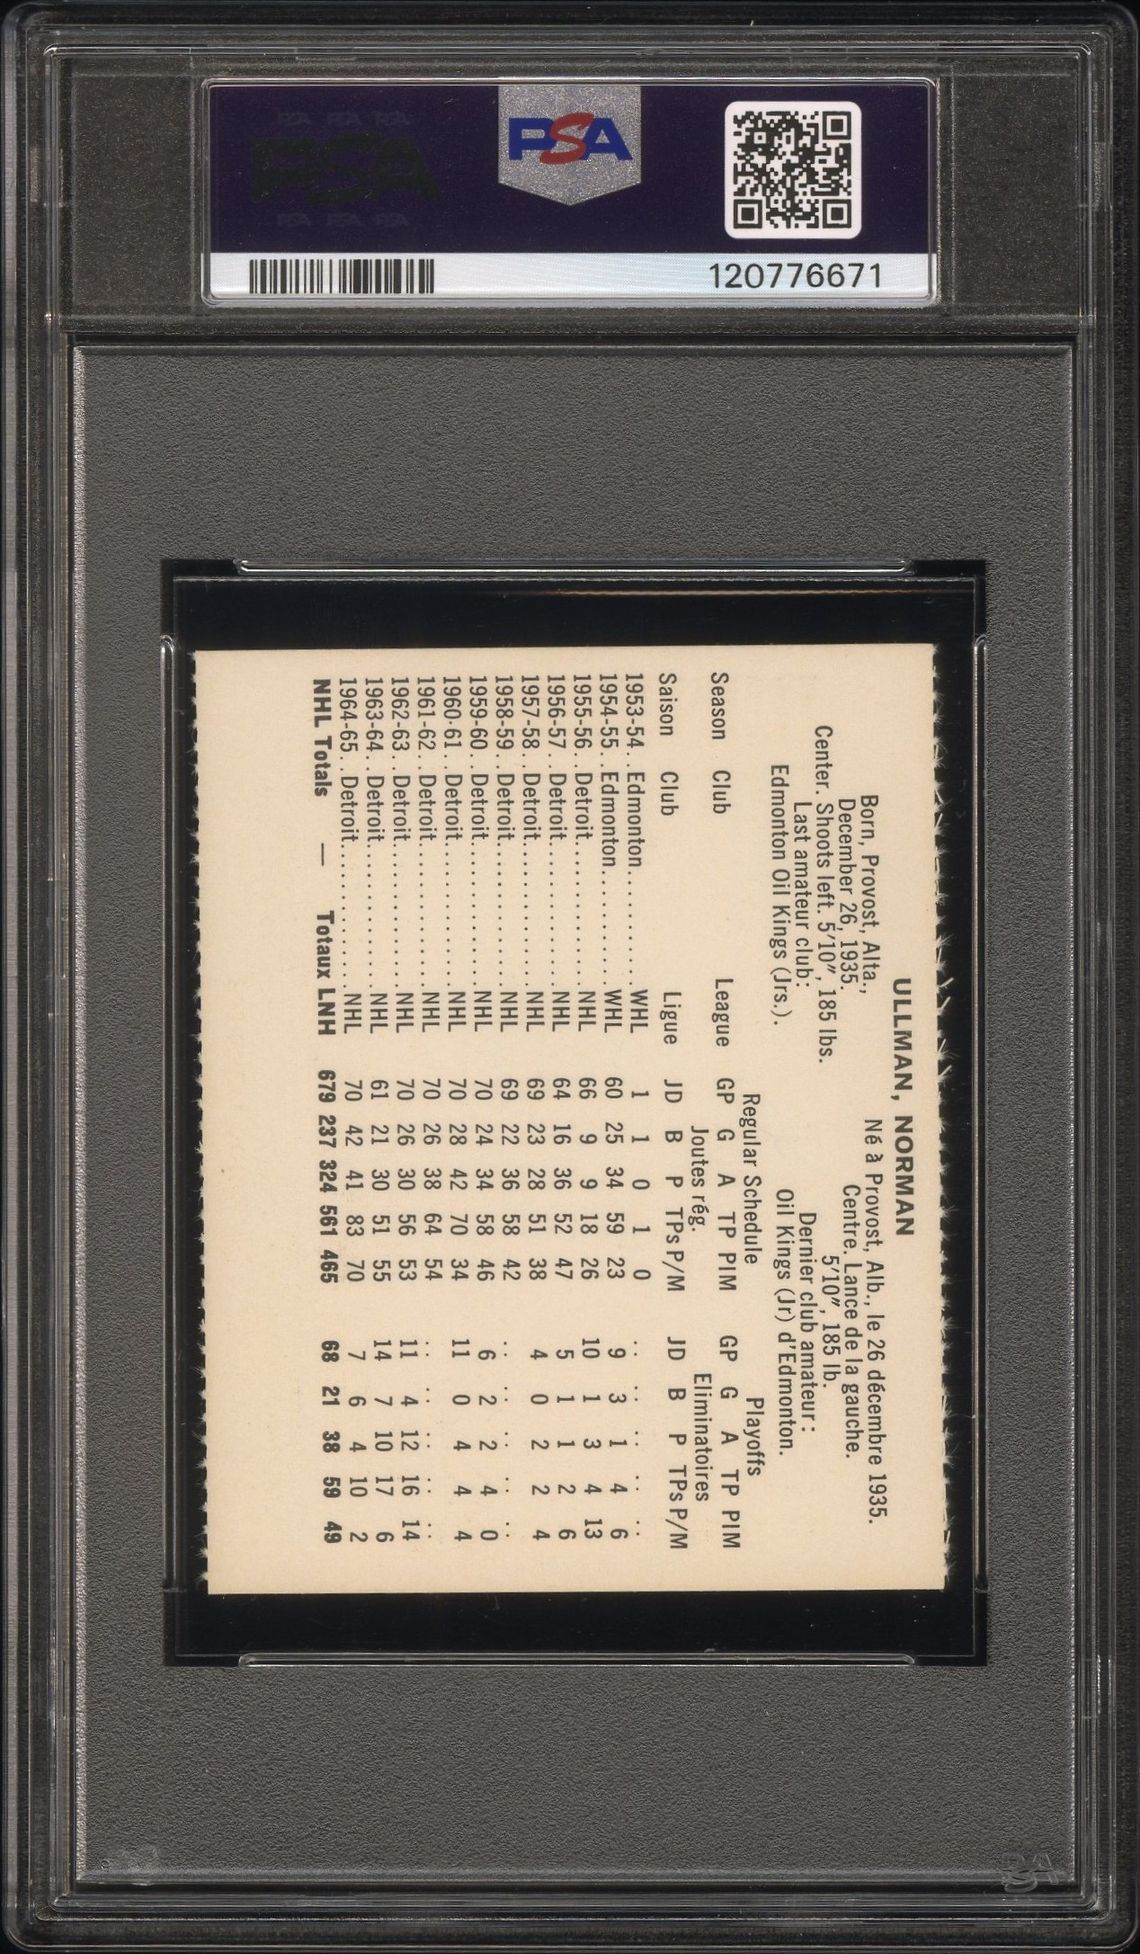 PSA
120776671
ULLMAN, NORMAN
Born, Provost, Alta.,
December 26, 1935.
Center. Shoots left. 5'10", 185 lbs.
Last amateur club:
Edmonton Oil Kings (Jrs.).
Né à Provost, Alb., le 26 décembre 1935.
Centre. Lance de la gauche.
5'10", 185 lb.
Dernier club amateur:
Oil Kings (Jr) d'Edmonton.
Regular Schedule Playoffs
Season Club League GP G A TP PIM GP G A TP PIM
Joutes rég. Eliminatoires
Saison Club Ligue JD B P TPs P/M JD B P TPs P/M
1953-54...Edmonton..........WHL 1 1 0 1 0 .. .. .. .. ..
1954-55...Edmonton..........WHL 60 25 34 59 23 9 3 1 4 6
1955-56...Detroit............NHL 66 9 9 18 26 10 1 3 4 13
1956-57...Detroit............NHL 64 16 36 52 47 5 1 1 2 6
1957-58...Detroit............NHL 69 23 28 51 38 4 0 2 2 4
1958-59...Detroit............NHL 69 22 36 58 42 .. .. .. .. ..
1959-60...Detroit............NHL 70 24 34 58 46 6 2 2 4 0
1960-61...Detroit............NHL 70 28 42 70 34 11 0 4 4 4
1961-62...Detroit............NHL 70 26 38 64 54 .. .. .. .. ..
1962-63...Detroit............NHL 70 26 30 56 53 11 4 12 16 14
1963-64...Detroit............NHL 61 21 30 51 55 14 7 10 17 6
1964-65...Detroit............NHL 70 42 41 83 70 7 6 4 10 2
NHL Totals — Totaux LNH 679 237 324 561 465 68 21 38 59 49